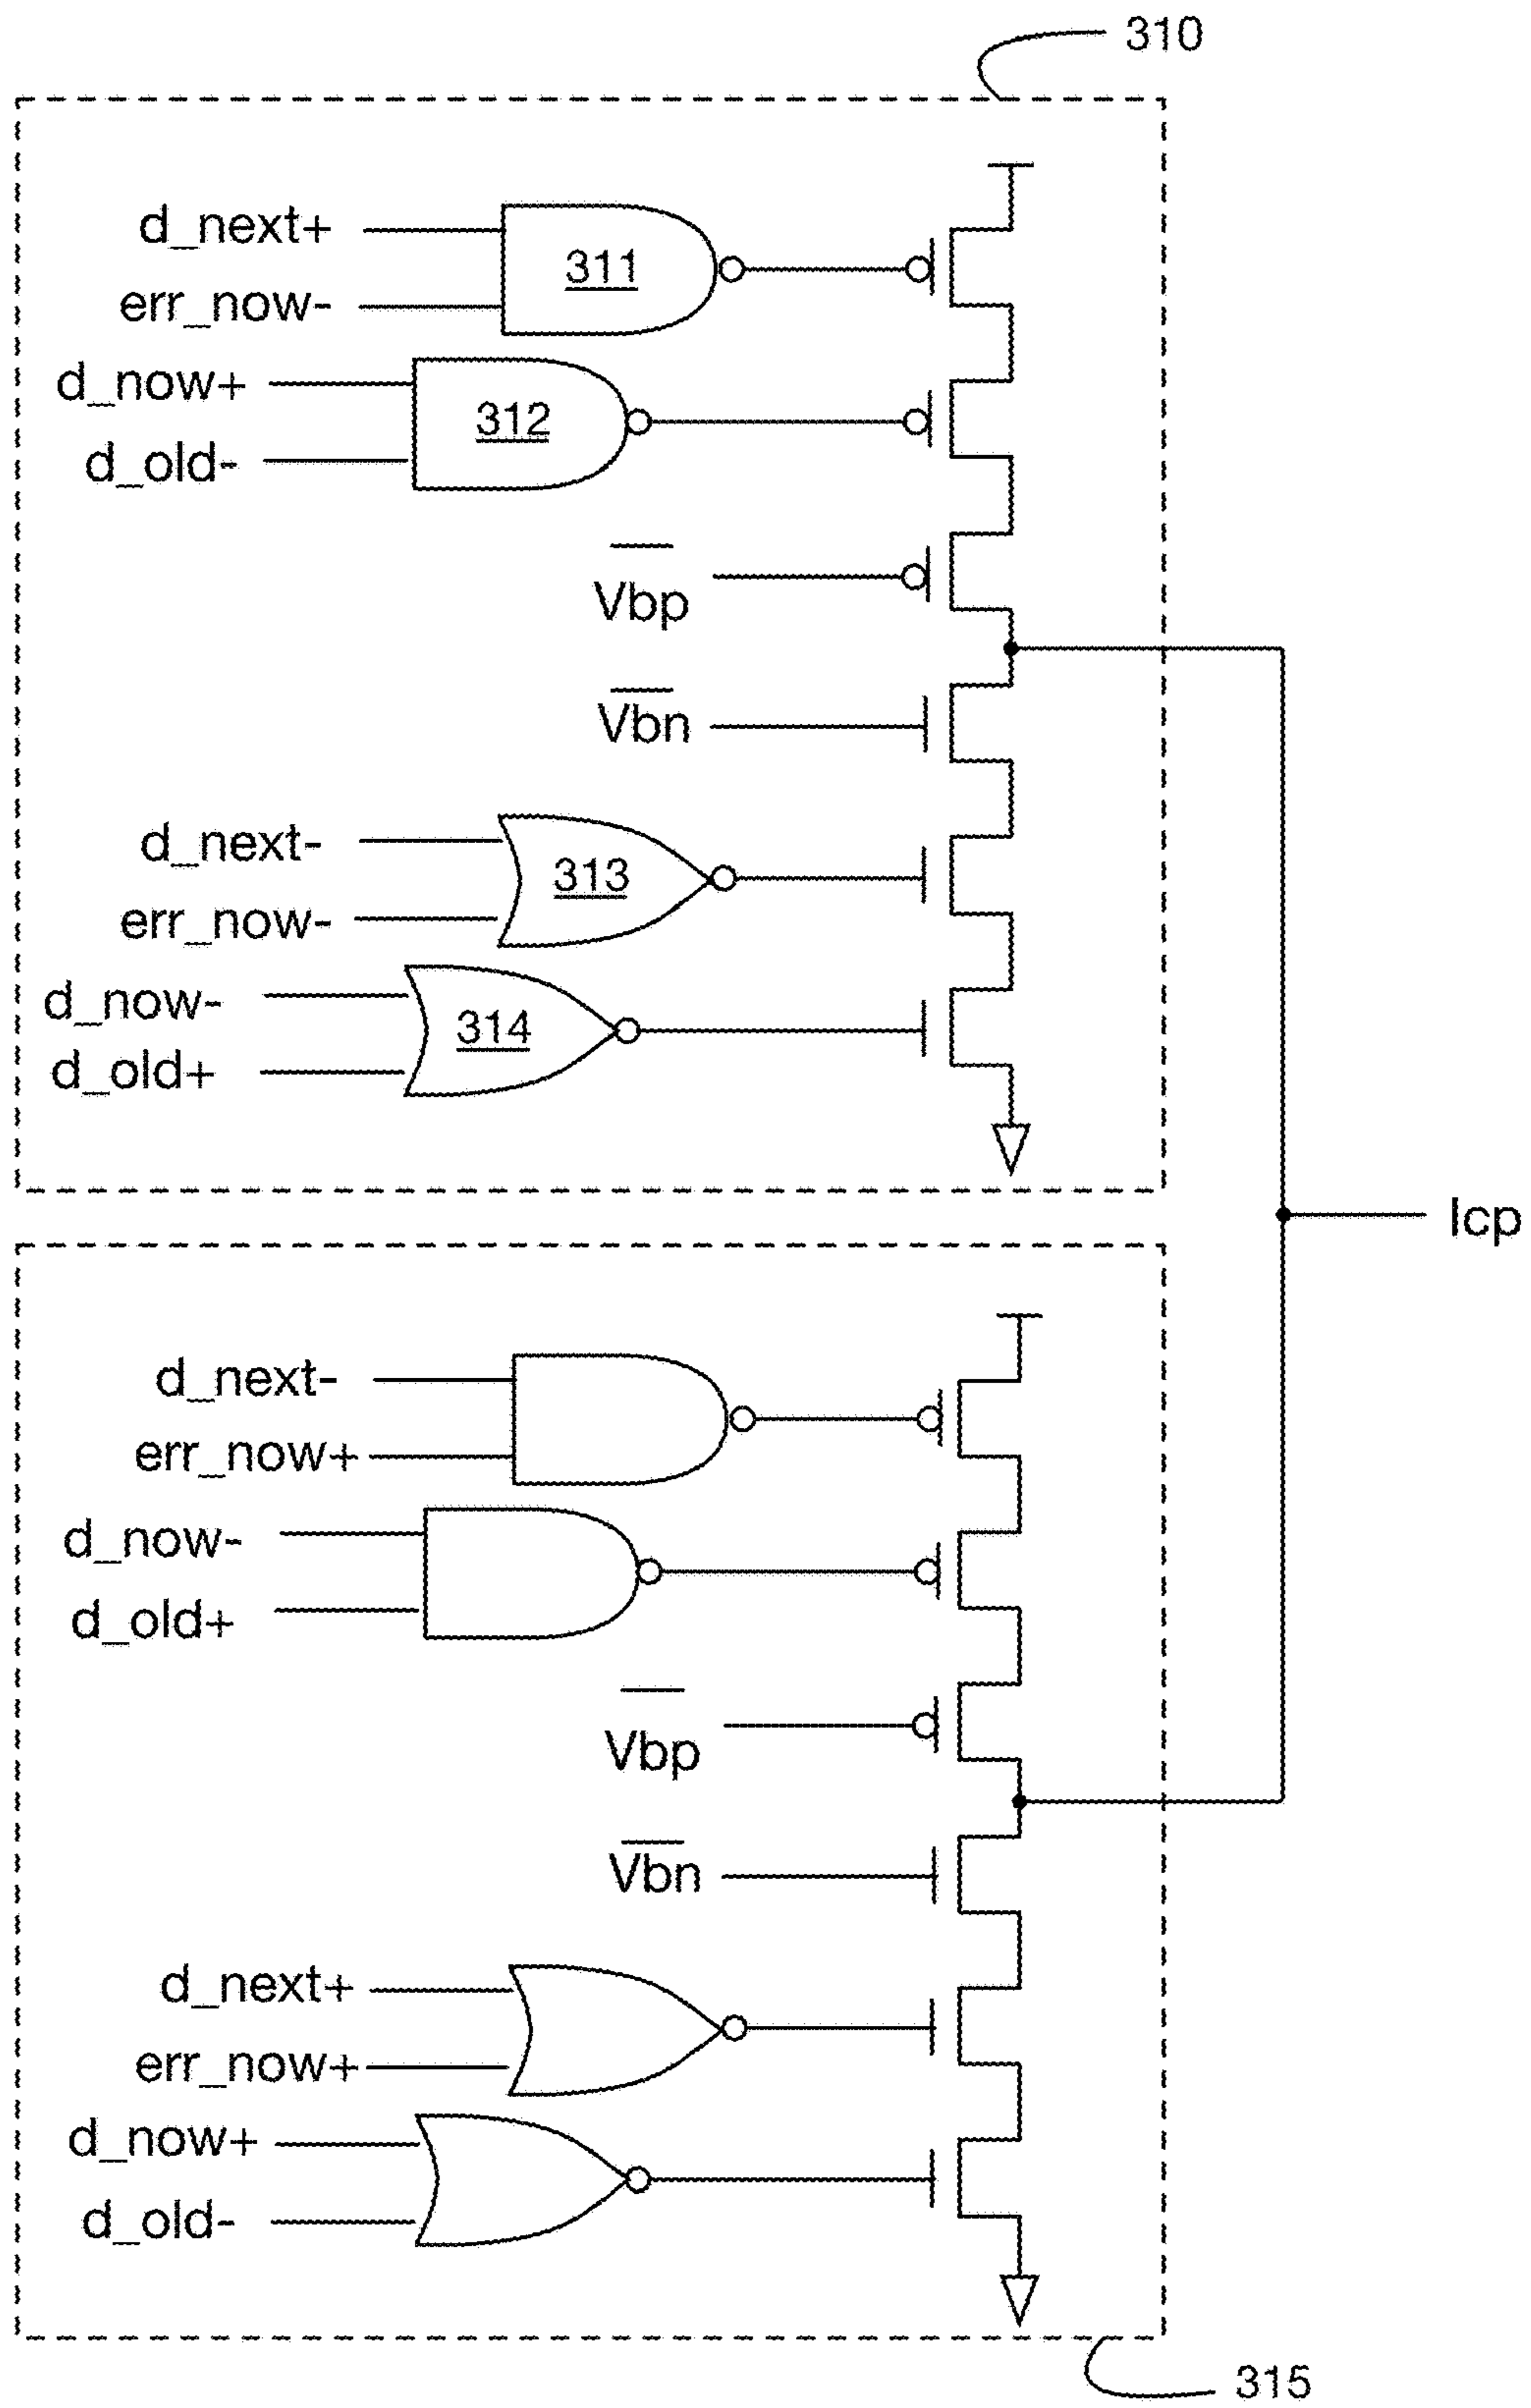 310
d_next+
311
err_now-
d_now+
312
d_old-
Vbp
Vbn
d_next-
313
err_now-
d_now-
314
d_old+
Icp
d_next-
err_now+
d_now-
d_old+
Vbp
Vbn
d_next+
err_now+
d_now+
d_old-
315